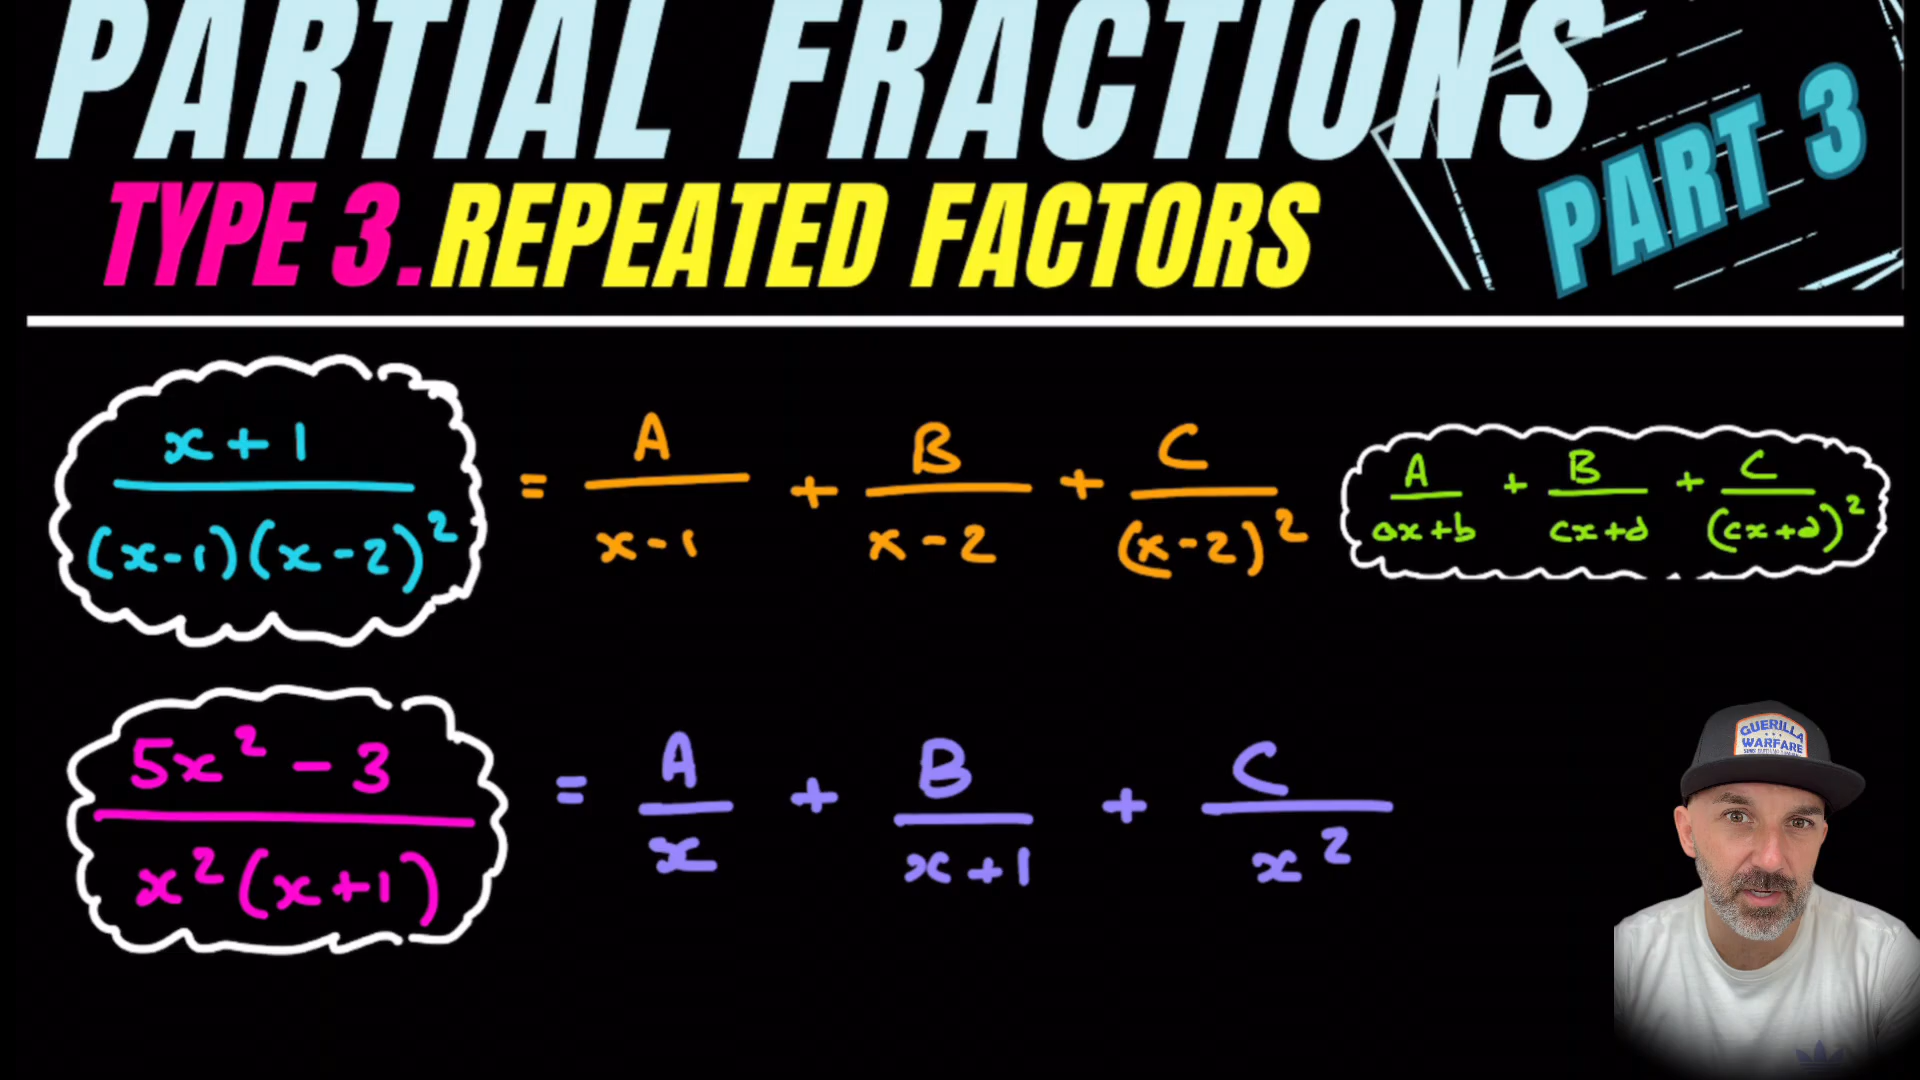 PARTIAL FRACTIONS
PART 3
TYPE 3. REPEATED FACTORS
x + 1 / (x-1)(x-2)² = A / x-1 + B / x-2 + C / (x-2)²
A / ax+b + B / cx+d + C / (cx+d)²
5x² - 3 / x²(x+1) = A / x + B / x+1 + C / x²
GUERILLA
WARFARE